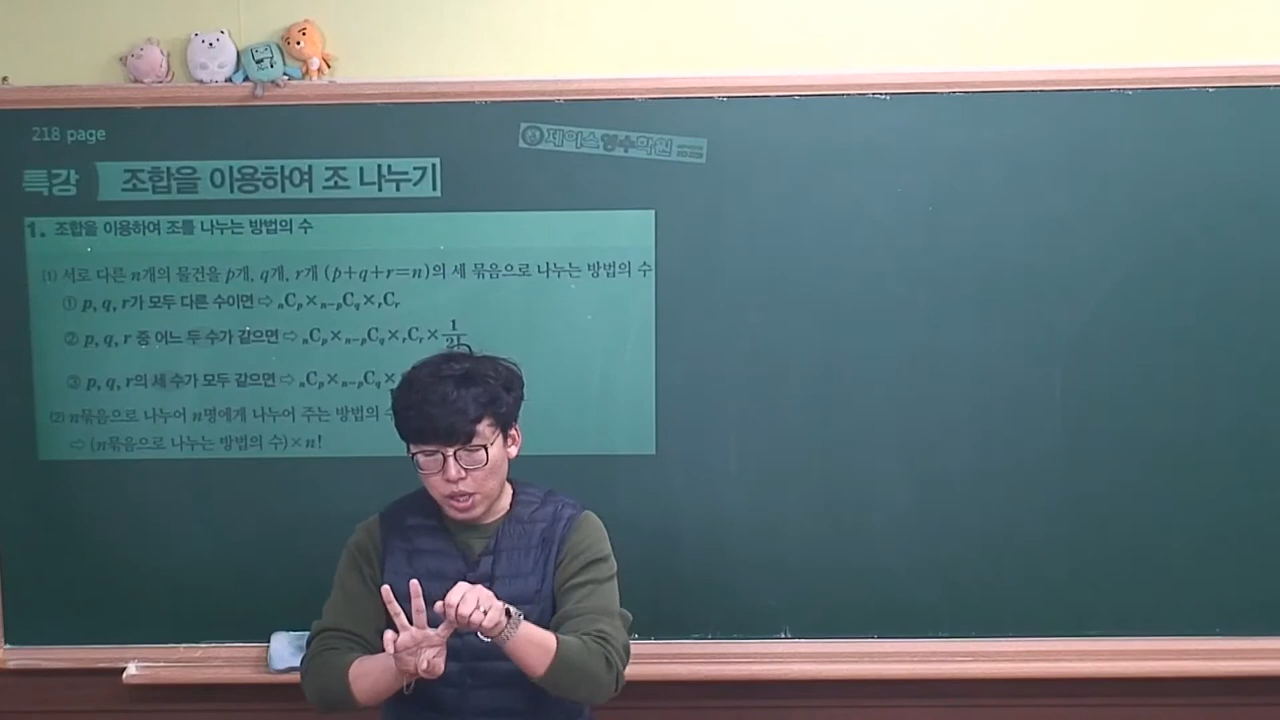 218 page
제이스영수학원
특강 조합을 이용하여 조 나누기
1. 조합을 이용하여 조를 나누는 방법의 수
(1) 서로 다른 n개의 물건을 p개, q개, r개 (p+q+r=n)의 세 묶음으로 나누는 방법의 수
① p, q, r가 모두 다른 수이면 ⇨ ₙCₚ×ₙ₋ₚC_q×ᵣCᵣ
② p, q, r 중 어느 두 수가 같으면 ⇨ ₙCₚ×ₙ₋ₚC_q×ᵣCᵣ×1/2!
③ p, q, r의 세 수가 모두 같으면 ⇨ ₙCₚ×ₙ₋ₚC_q×
(2) n묶음으로 나누어 n명에게 나누어 주는 방법의
⇨ (n묶음으로 나누는 방법의 수)×n!